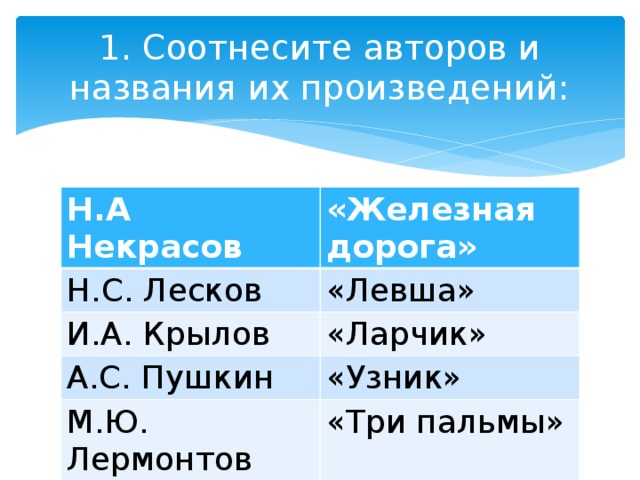 1. Соотнесите авторов и
названия их произведений:
Н.А
Некрасов
«Железная
дорога»
Н.С. Лесков
«Левша»
И.А. Крылов
«Ларчик»
А.С. Пушкин
«Узник»
М.Ю.
Лермонтов
«Три пальмы»